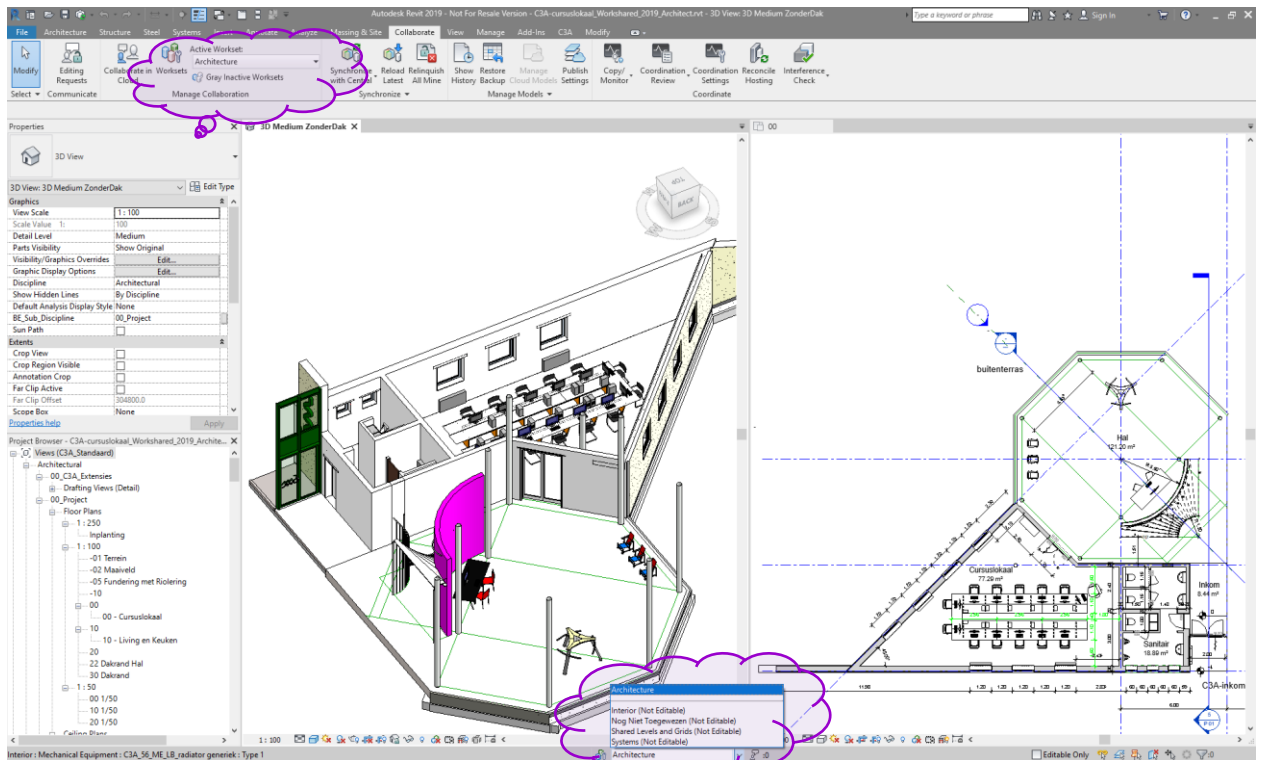 Autodesk Revit 2019 - Not For Resale Version - C3A-cursuslokaal_Workshared_2019_Architect.rvt - 3D View: 3D Medium ZonderDak
Type a keyword or phrase
Sign In
File Architecture Structure Steel Systems Massing & Site Collaborate View Manage Add-Ins C3A Modify
Modify
Select
Editing Requests
Communicate
Collaborate in Cloud
Worksets
Active Workset:
Architecture
Gray Inactive Worksets
Manage Collaboration
Synchronize with Central
Reload Latest
Relinquish All Mine
Synchronize
Show History
Restore Backup
Manage Cloud Models
Publish Settings
Manage Models
Copy/ Monitor
Coordination Review
Coordination Settings
Reconcile Hosting
Interference Check
Coordinate
Properties
3D View
3D View: 3D Medium ZonderDak
Edit Type
Graphics
View Scale 1 : 100
Scale Value 1: 100
Detail Level Medium
Parts Visibility Show Original
Visibility/Graphics Overrides Edit...
Graphic Display Options Edit...
Discipline Architectural
Show Hidden Lines By Discipline
Default Analysis Display Style None
BE_Sub_Discipline 00_Project
Sun Path
Extents
Crop View
Crop Region Visible
Annotation Crop
Far Clip Active
Far Clip Offset 304800.0
Scope Box None
Properties help
Apply
Project Browser - C3A-cursuslokaal_Workshared_2019_Archite...
Views (C3A_Standaard)
Architectural
00_C3A_Extensies
Drafting Views (Detail)
00_Project
Floor Plans
1 : 250
Inplanting
1 : 100
-01 Terrein
-02 Maaiveld
-05 Fundering met Riolering
-10
00
00 - Cursuslokaal
10
10 - Living en Keuken
20
22 Dakrand Hal
30 Dakrand
1 : 50
00 1/50
10 1/50
20 1/50
Ceiling Plans
3D Medium ZonderDak
BACK
1 : 100
Architecture
Interior (Not Editable)
Nog Niet Toegewezen (Not Editable)
Shared Levels and Grids (Not Editable)
Systems (Not Editable)
Architecture
:0
00
buitenterras
Hal
121.20 m²
Cursuslokaal
77.29 m²
Inkom
8.44 m²
Sanitair
18.89 m²
C3A-inkom
Interior : Mechanical Equipment : C3A_56_ME_LB_radiator generiek : Type 1
Editable Only
:0